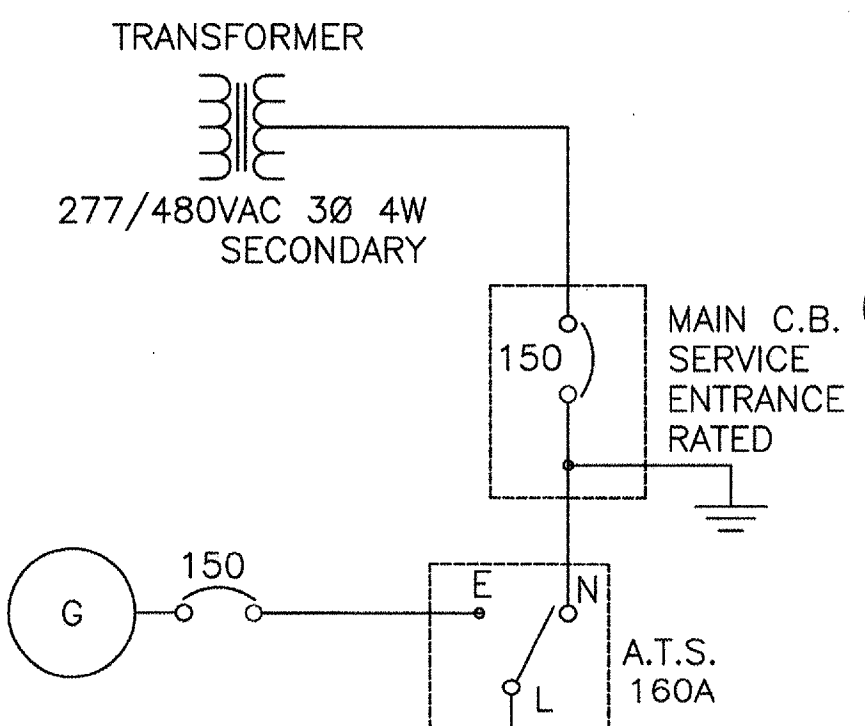 TRANSFORMER
277/480VAC 3Ø 4W
SECONDARY
150
MAIN C.B.
SERVICE
ENTRANCE
RATED
150
G
E
N
L
A.T.S.
160A